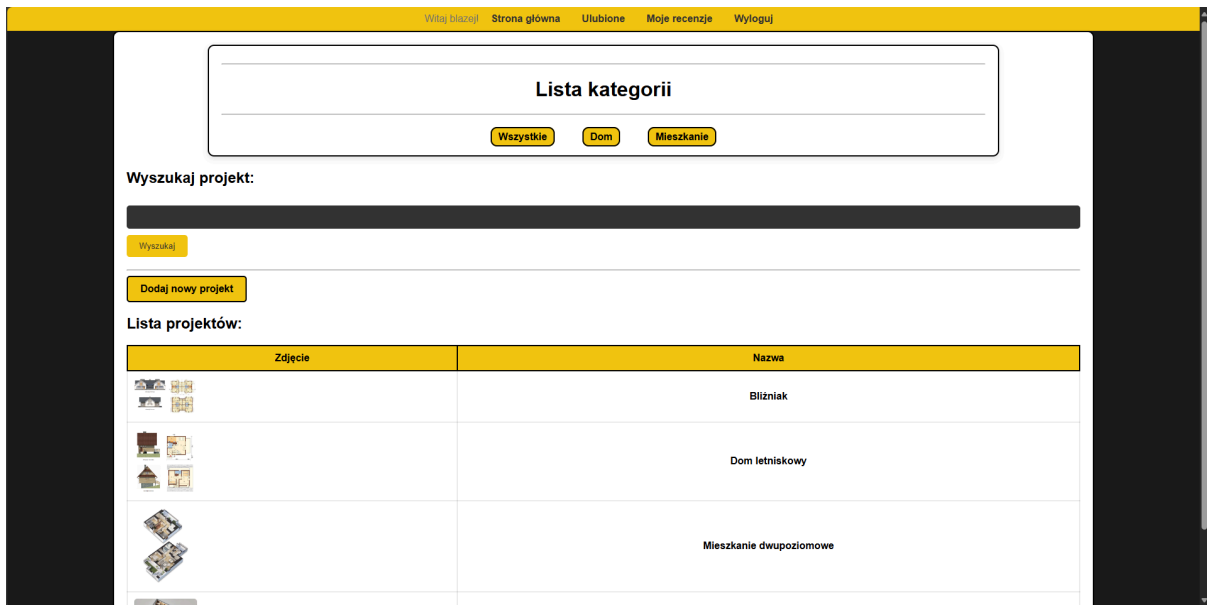 Witaj blazej! Strona główna Ulubione Moje recenzje Wyloguj
Lista kategorii
Wszystkie Dom Mieszkanie
Wyszukaj projekt:
Wyszukaj
Dodaj nowy projekt
Lista projektów:
Zdjęcie Nazwa
Bliźniak
Dom letniskowy
Mieszkanie dwupoziomowe